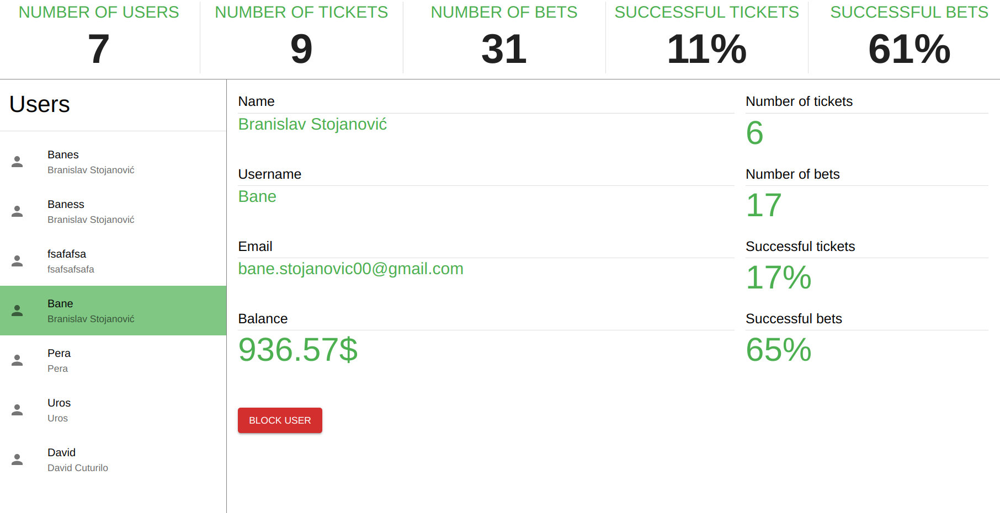 NUMBER OF USERS
7
NUMBER OF TICKETS
9
NUMBER OF BETS
31
SUCCESSFUL TICKETS
11%
SUCCESSFUL BETS
61%
Users
Banes
Branislav Stojanović
Baness
Branislav Stojanović
fsafafsa
fsafsafsafa
Bane
Branislav Stojanović
Pera
Pera
Uros
Uros
David
David Cuturilo
Name
Branislav Stojanović
Username
Bane
Email
bane.stojanovic00@gmail.com
Balance
936.57$
BLOCK USER
Number of tickets
6
Number of bets
17
Successful tickets
17%
Successful bets
65%